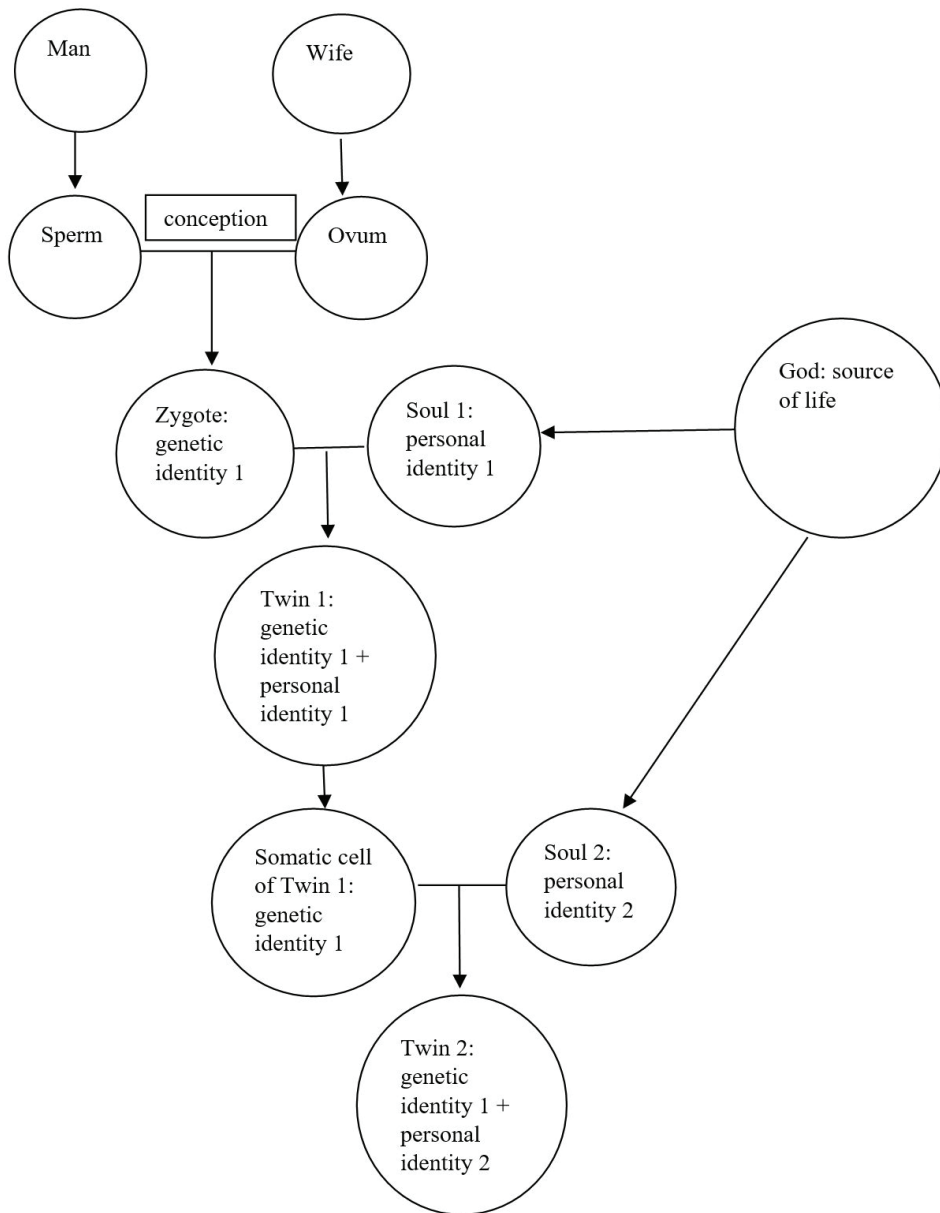 Man
Wife
Sperm
conception
Ovum
God: source
of life
Zygote:
genetic
identity 1
Soul 1:
personal
identity 1
Twin 1:
genetic
identity 1 +
personal
identity 1
Somatic cell
of Twin 1:
genetic
identity 1
Soul 2:
personal
identity 2
Twin 2:
genetic
identity 1 +
personal
identity 2